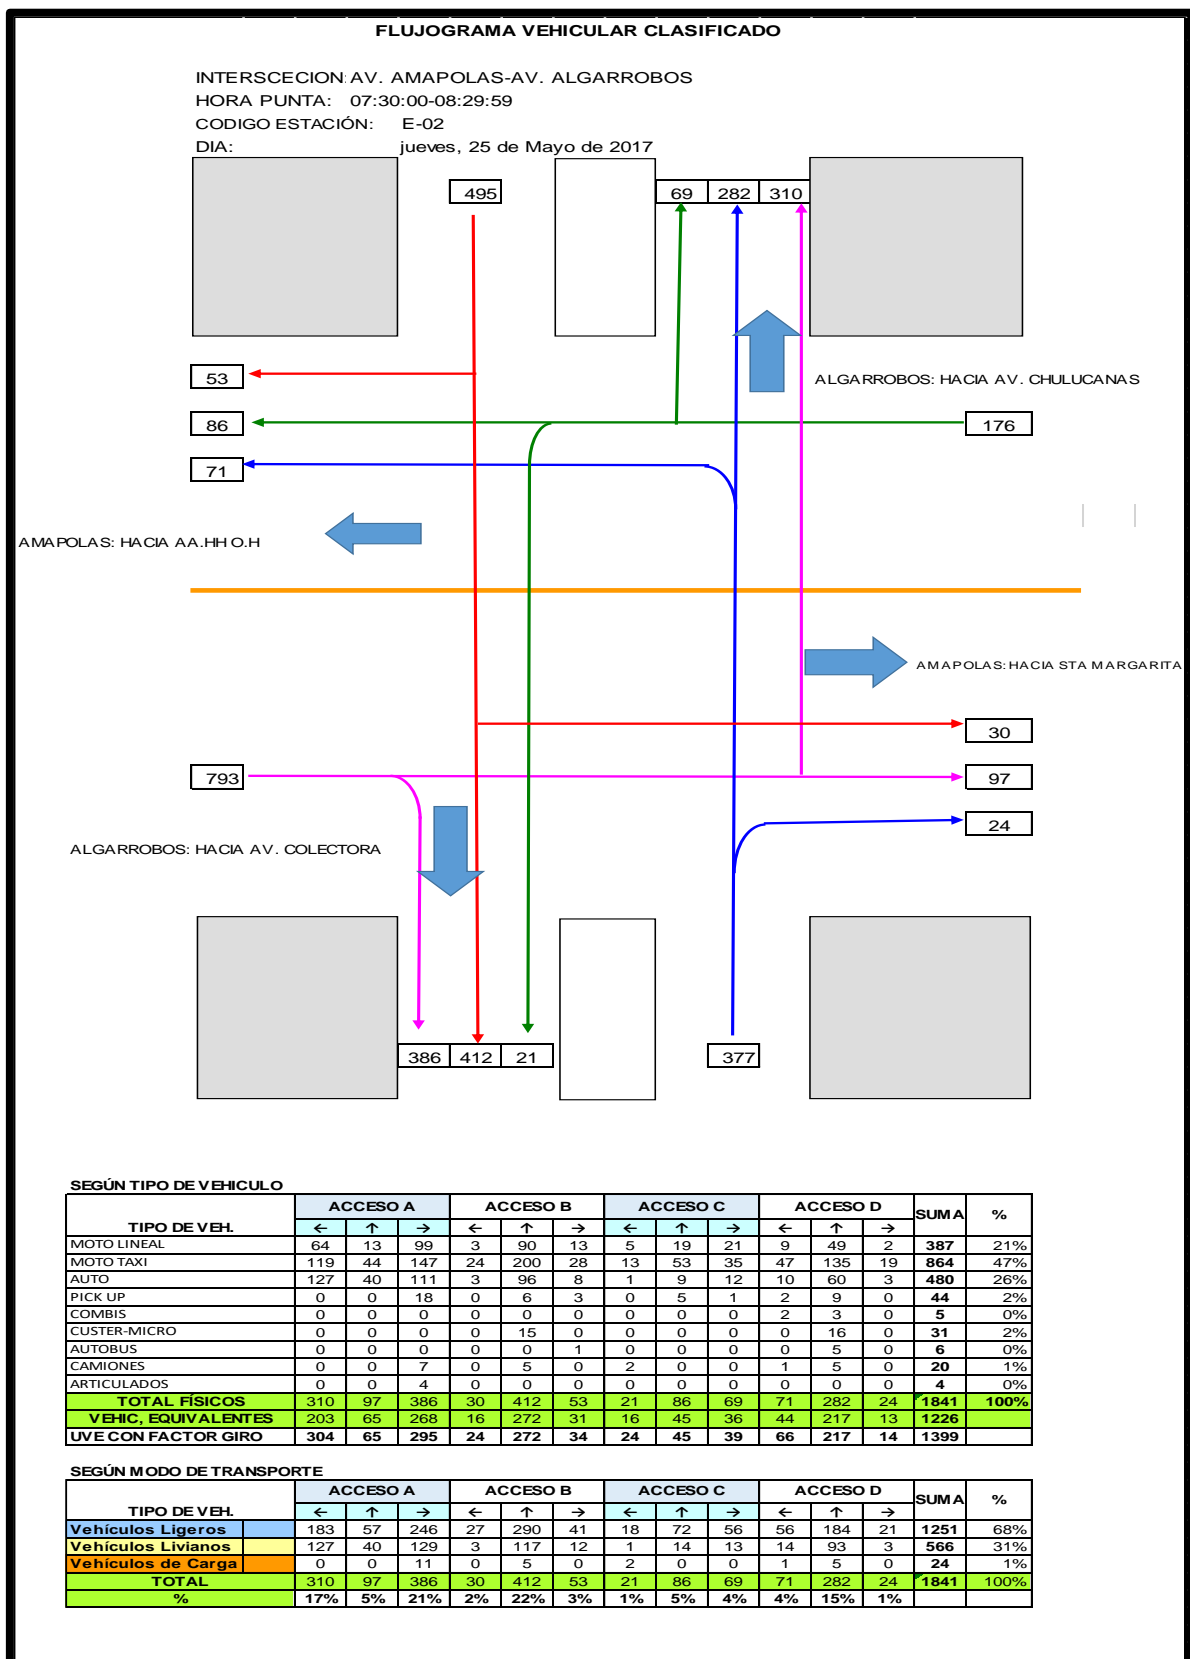 FLUJOGRAMA VEHICULAR CLASIFICADO
INTERSCECION: AV. AMAPOLAS-AV. ALGARROBOS
HORA PUNTA: 07:30:00-08:29:59
CODIGO ESTACIÓN: E-02
DIA: jueves, 25 de Mayo de 2017
495 69 282 310
53
ALGARROBOS: HACIA AV. CHULUCANAS
86 176
71
AMAPOLAS: HACIA AA.HH O.H
AMAPOLAS: HACIA STA MARGARITA
30
793 97
24
ALGARROBOS: HACIA AV. COLECTORA
386 412 21 377
SEGÚN TIPO DE VEHICULO
TIPO DE VEH. ACCESO A ACCESO B ACCESO C ACCESO D SUMA %
← ↑ → ← ↑ → ← ↑ → ← ↑ →
MOTO LINEAL 64 13 99 3 90 13 5 19 21 9 49 2 387 21%
MOTO TAXI 119 44 147 24 200 28 13 53 35 47 135 19 864 47%
AUTO 127 40 111 3 96 8 1 9 12 10 60 3 480 26%
PICK UP 0 0 18 0 6 3 0 5 1 2 9 0 44 2%
COMBIS 0 0 0 0 0 0 0 0 0 2 3 0 5 0%
CUSTER-MICRO 0 0 0 0 15 0 0 0 0 0 16 0 31 2%
AUTOBUS 0 0 0 0 0 1 0 0 0 0 5 0 6 0%
CAMIONES 0 0 7 0 5 0 2 0 0 1 5 0 20 1%
ARTICULADOS 0 0 4 0 0 0 0 0 0 0 0 0 4 0%
TOTAL FÍSICOS 310 97 386 30 412 53 21 86 69 71 282 24 1841 100%
VEHIC, EQUIVALENTES 203 65 268 16 272 31 16 45 36 44 217 13 1226
UVE CON FACTOR GIRO 304 65 295 24 272 34 24 45 39 66 217 14 1399
SEGÚN MODO DE TRANSPORTE
TIPO DE VEH. ACCESO A ACCESO B ACCESO C ACCESO D SUMA %
← ↑ → ← ↑ → ← ↑ → ← ↑ →
Vehículos Ligeros 183 57 246 27 290 41 18 72 56 56 184 21 1251 68%
Vehículos Livianos 127 40 129 3 117 12 1 14 13 14 93 3 566 31%
Vehículos de Carga 0 0 11 0 5 0 2 0 0 1 5 0 24 1%
TOTAL 310 97 386 30 412 53 21 86 69 71 282 24 1841 100%
% 17% 5% 21% 2% 22% 3% 1% 5% 4% 4% 15% 1%